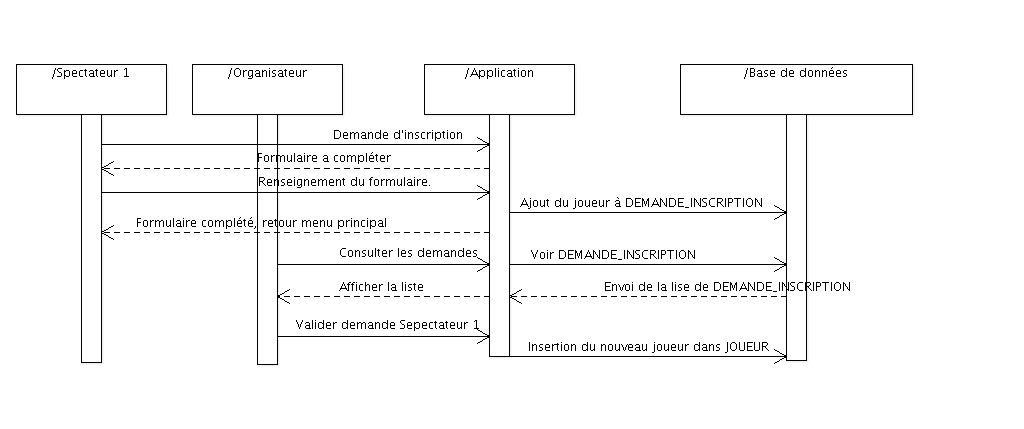 /Spectateur 1
/Organisateur
/Application
/Base de données
Demande d'inscription
Formulaire a compléter
Renseignement du formulaire.
Ajout du joueur à DEMANDE_INSCRIPTION
Formulaire complété, retour menu principal
Consulter les demandes
Voir DEMANDE_INSCRIPTION
Afficher la liste
Envoi de la lise de DEMANDE_INSCRIPTION
Valider demande Sepectateur 1
Insertion du nouveau joueur dans JOUEUR